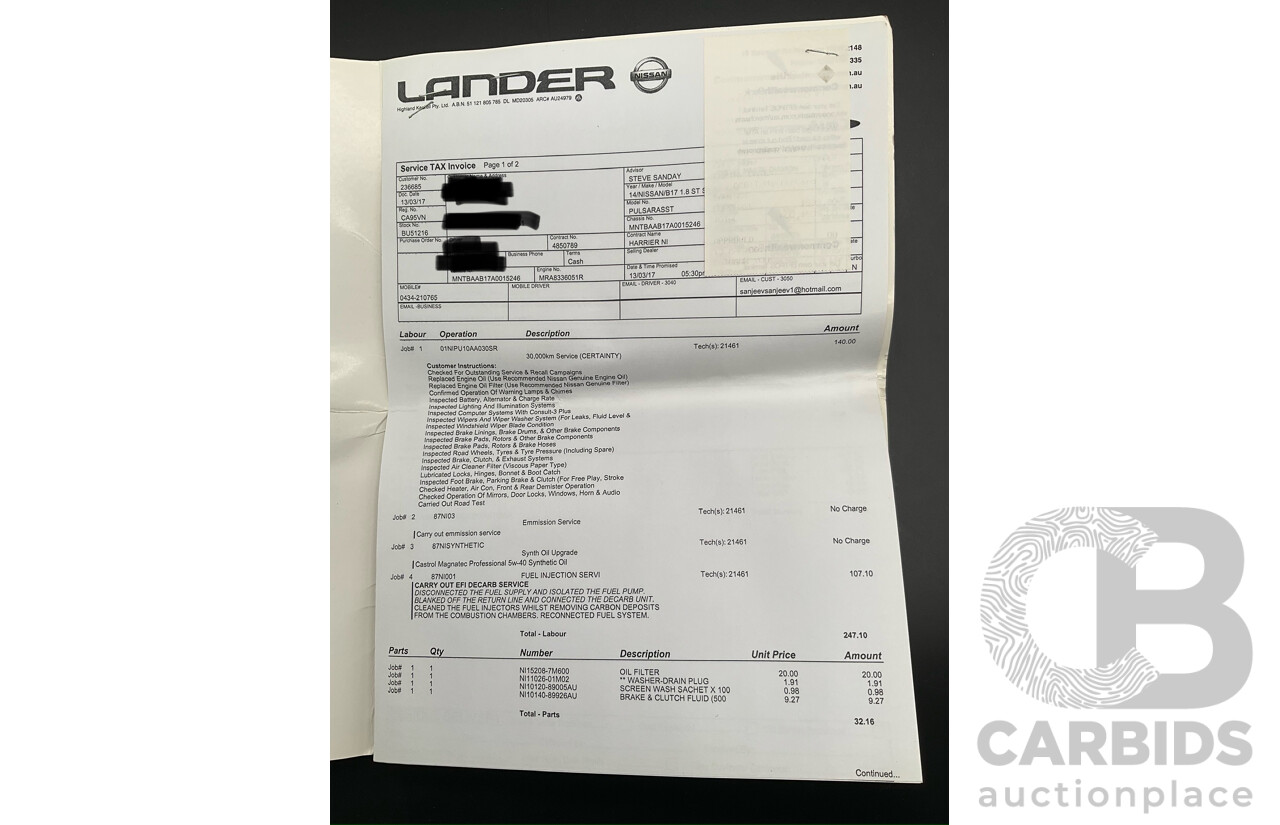 LANDER NISSAN
Highland Kackell Pty. Ltd. A.B.N. 51 121 805 785 DL MD20305 ARC# AU24979
2148
335
.au
.au
Service TAX Invoice Page 1 of 2
Customer No.
236685
Doc. Date
13/03/17
Reg. No.
CA95VN
Stock No.
BU51216
Purchase Order No.
Contract No.
4850789
Business Phone
Terms
Cash
Engine No.
MNTBAAB17A0015246
MRA8336051R
Advisor
STEVE SANDAY
Year / Make / Model
14/NISSAN/B17 1.8 ST
Model No.
PULSARASST
Chassis No.
MNTBAAB17A0015246
Contract Name
HARRIER NI
Selling Dealer
Date & Time Promised
13/03/17 05:30pm
N
MOBILE#
0434-210765
MOBILE DRIVER
EMAIL - DRIVER - 3040
EMAIL - CUST - 3050
sanjeevsanjeev1@hotmail.com
EMAIL -BUSINESS
Labour Operation Description Amount
Job# 1 01NIPU10AA030SR Tech(s): 21461 140.00
30,000km Service (CERTAINTY)
Customer Instructions:
Checked For Outstanding Service & Recall Campaigns
Replaced Engine Oil (Use Recommended Nissan Genuine Engine Oil)
Replaced Engine Oil Filter (Use Recommended Nissan Genuine Filter)
Confirmed Operation Of Warning Lamps & Chimes
Inspected Battery, Alternator & Charge Rate
Inspected Lighting And Illumination Systems
Inspected Computer Systems With Consult-3 Plus
Inspected Wipers And Wiper Washer System (For Leaks, Fluid Level &
Inspected Windshield Wiper Blade Condition
Inspected Brake Linings, Brake Drums, & Other Brake Components
Inspected Brake Pads, Rotors & Other Brake Components
Inspected Brake Pads, Rotors & Brake Hoses
Inspected Road Wheels, Tyres & Tyre Pressure (Including Spare)
Inspected Brake, Clutch, & Exhaust Systems
Inspected Air Cleaner Filter (Viscous Paper Type)
Lubricated Locks, Hinges, Bonnet & Boot Catch
Inspected Foot Brake, Parking Brake & Clutch (For Free Play, Stroke
Checked Heater, Air Con, Front & Rear Demister Operation
Checked Operation Of Mirrors, Door Locks, Windows, Horn & Audio
Carried Out Road Test
Job# 2 87NI03 Tech(s): 21461 No Charge
Emmission Service
Carry out emmission service
Job# 3 87NISYNTHETIC Tech(s): 21461 No Charge
Synth Oil Upgrade
Castrol Magnatec Professional 5w-40 Synthetic Oil
Job# 4 87NI001 FUEL INJECTION SERVI Tech(s): 21461 107.10
CARRY OUT EFI DECARB SERVICE
DISCONNECTED THE FUEL SUPPLY AND ISOLATED THE FUEL PUMP.
BLANKED OFF THE RETURN LINE AND CONNECTED THE DECARB UNIT.
CLEANED THE FUEL INJECTORS WHILST REMOVING CARBON DEPOSITS
FROM THE COMBUSTION CHAMBERS. RECONNECTED FUEL SYSTEM.
Total - Labour 247.10
Parts Qty Number Description Unit Price Amount
Job# 1 1 NI15208-7M600 OIL FILTER 20.00 20.00
Job# 1 1 NI11026-01M02 ** WASHER-DRAIN PLUG 1.91 1.91
Job# 1 1 NI10120-89005AU SCREEN WASH SACHET X 100 0.98 0.98
Job# 1 1 NI10140-89926AU BRAKE & CLUTCH FLUID (500 9.27 9.27
Total - Parts 32.16
Continued...
CARBIDS
auctionplace